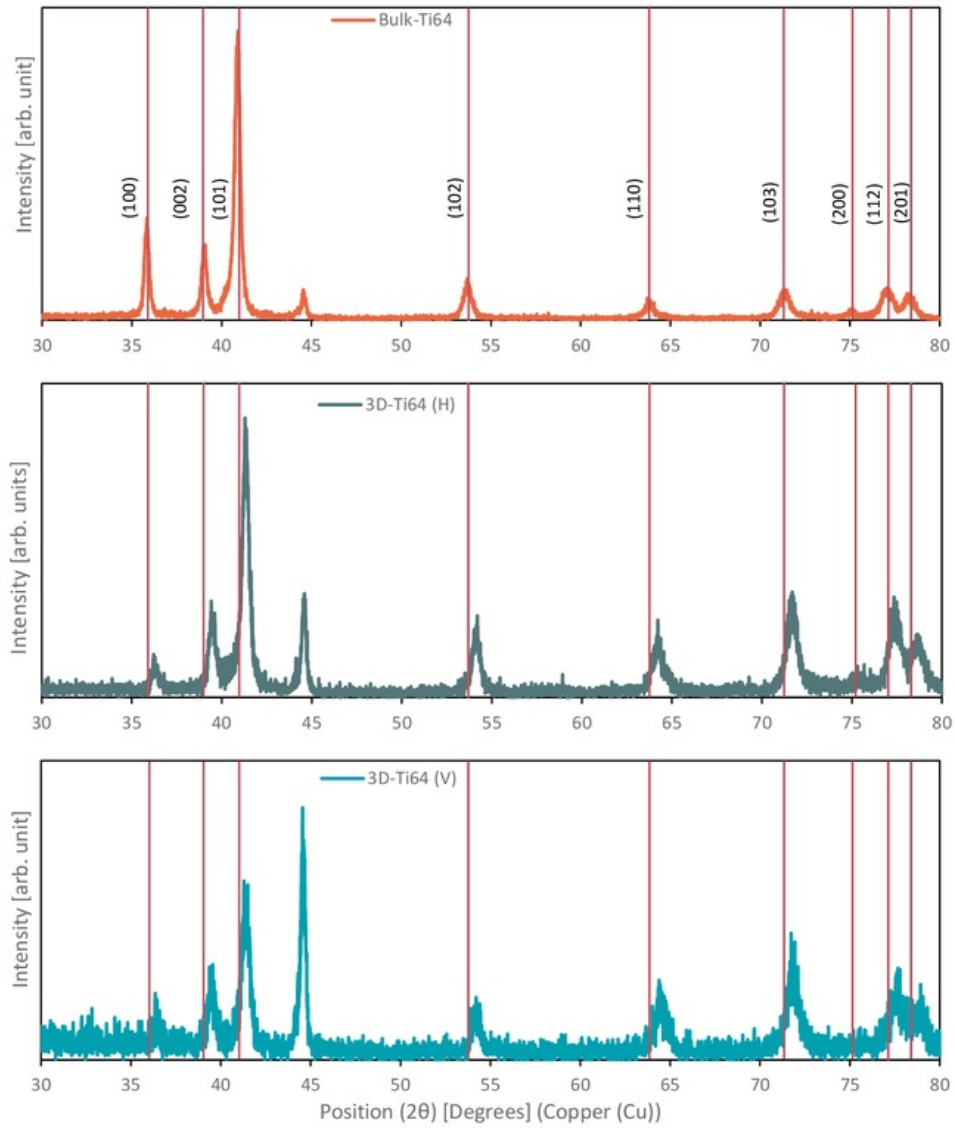 Bulk-Ti64
Intensity [arb. unit]
(100)
(002)
(101)
(102)
(110)
(103)
(200)
(112)
(201)
30 35 40 45 50 55 60 65 70 75 80
3D-Ti64 (H)
Intensity [arb. units]
30 35 40 45 50 55 60 65 70 75 80
3D-Ti64 (V)
Intensity [arb. unit]
30 35 40 45 50 55 60 65 70 75 80
Position (2θ) [Degrees] (Copper (Cu))